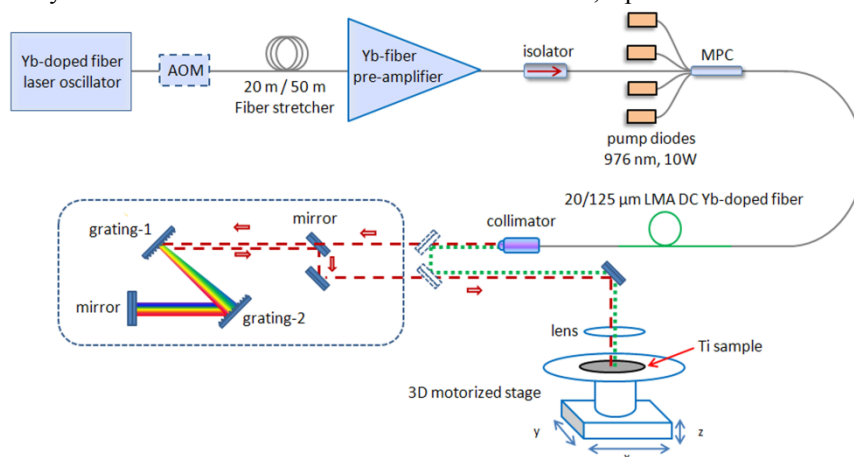 Yb-doped fiber
laser oscillator
AOM
20 m / 50 m
Fiber stretcher
Yb-fiber
pre-amplifier
isolator
MPC
pump diodes
976 nm, 10W
20/125 μm LMA DC Yb-doped fiber
collimator
mirror
grating-1
mirror
grating-2
lens
Ti sample
3D motorized stage
y
z